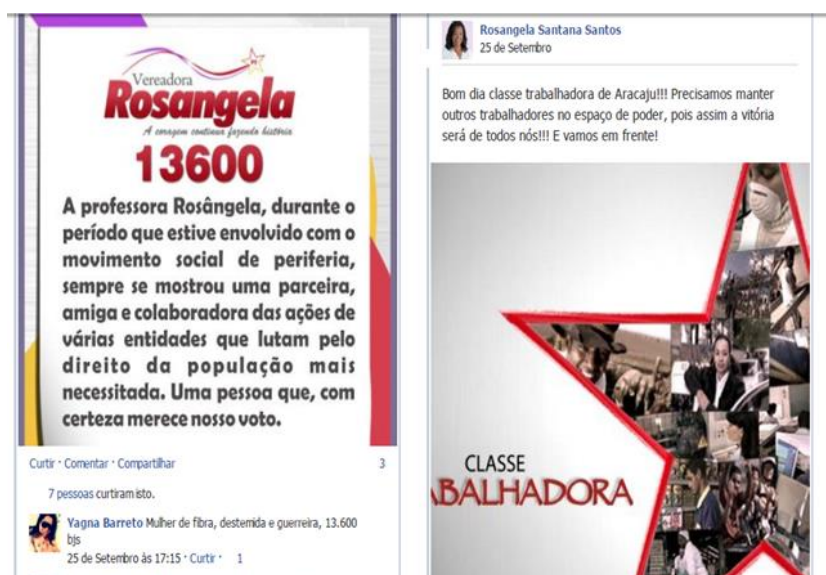 Vereadora
Rosangela
A coragem continua fazendo história
13600
A professora Rosângela, durante o
período que estive envolvido com o
movimento social de periferia,
sempre se mostrou uma parceira,
amiga e colaboradora das ações de
várias entidades que lutam pelo
direito da população mais
necessitada. Uma pessoa que, com
certeza merece nosso voto.
Curtir · Comentar · Compartilhar 3
7 pessoas curtiram isto.
Yagna Barreto Mulher de fibra, destemida e guerreira, 13.600
bjs
25 de Setembro às 17:15 · Curtir · 1
Rosangela Santana Santos
25 de Setembro
Bom dia classe trabalhadora de Aracaju!!! Precisamos manter
outros trabalhadores no espaço de poder, pois assim a vitória
será de todos nós!!! E vamos em frente!
CLASSE
ABALHADORA